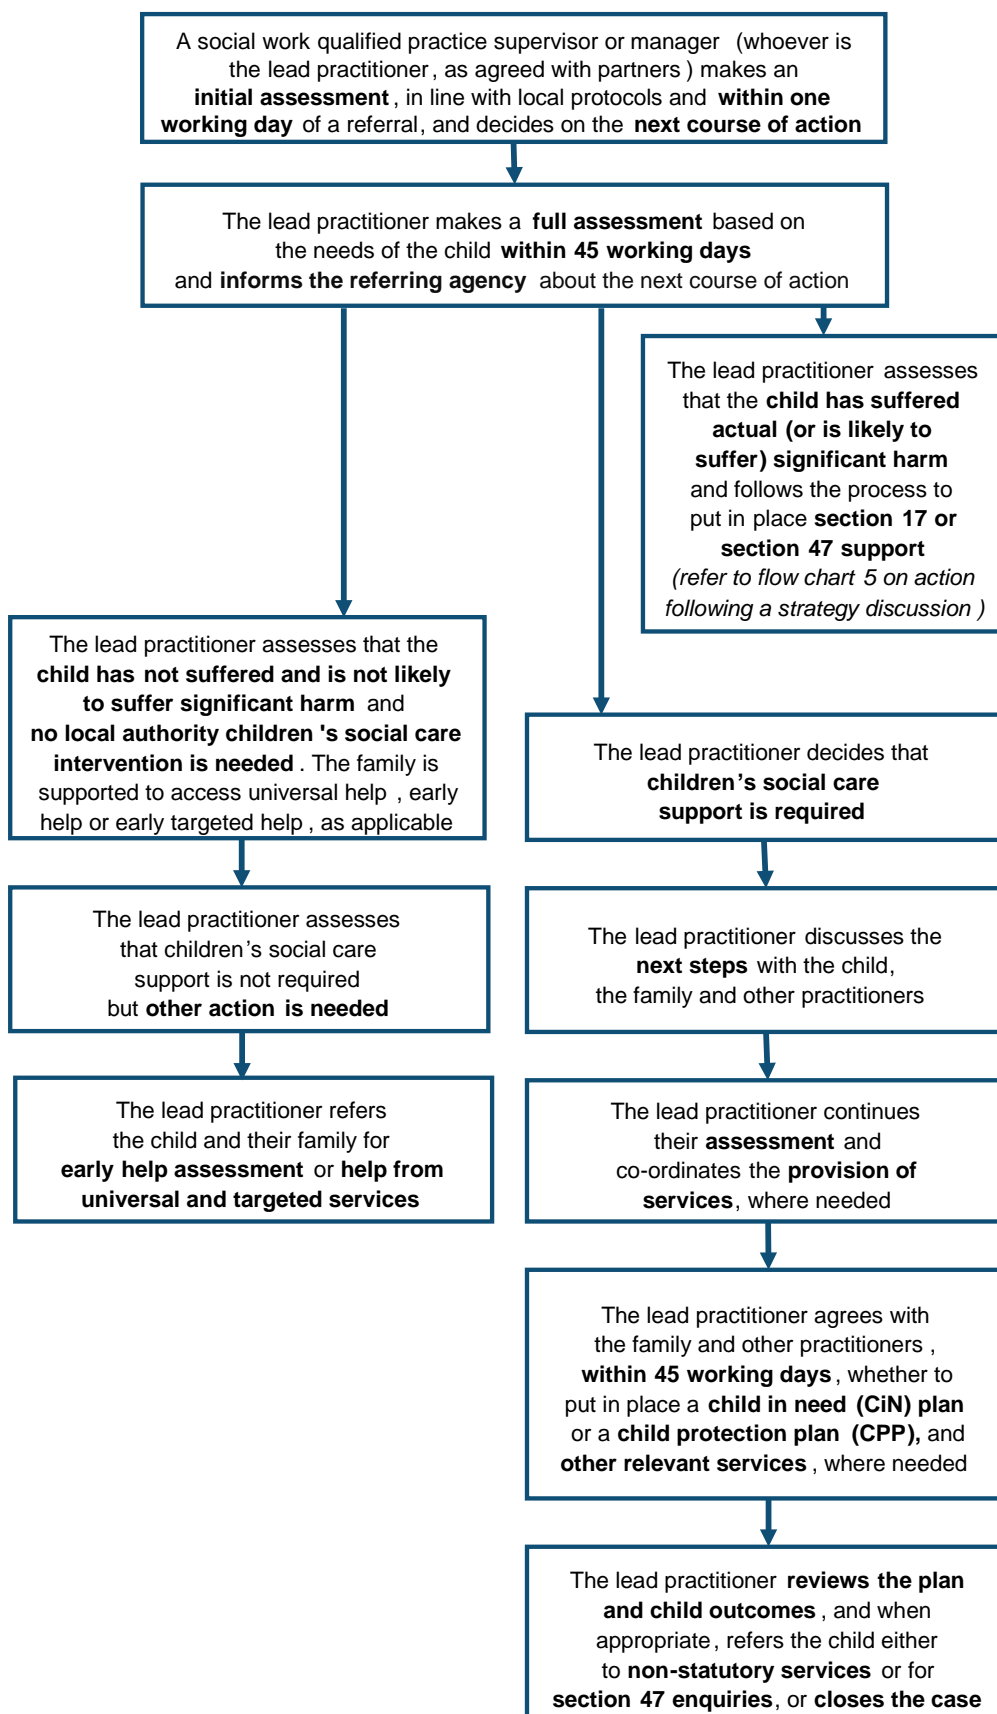 A social work qualified practice supervisor or manager (whoever is
the lead practitioner, as agreed with partners) makes an
initial assessment, in line with local protocols and within one
working day of a referral, and decides on the next course of action
The lead practitioner makes a full assessment based on
the needs of the child within 45 working days
and informs the referring agency about the next course of action
The lead practitioner assesses
that the child has suffered
actual (or is likely to
suffer) significant harm
and follows the process to
put in place section 17 or
section 47 support
(refer to flow chart 5 on action
following a strategy discussion)
The lead practitioner assesses that the
child has not suffered and is not likely
to suffer significant harm and
no local authority children's social care
intervention is needed. The family is
supported to access universal help, early
help or early targeted help, as applicable
The lead practitioner assesses
that children's social care
support is not required
but other action is needed
The lead practitioner refers
the child and their family for
early help assessment or help from
universal and targeted services
The lead practitioner decides that
children's social care
support is required
The lead practitioner discusses the
next steps with the child,
the family and other practitioners
The lead practitioner continues
their assessment and
co-ordinates the provision of
services, where needed
The lead practitioner agrees with
the family and other practitioners,
within 45 working days, whether to
put in place a child in need (CiN) plan
or a child protection plan (CPP), and
other relevant services, where needed
The lead practitioner reviews the plan
and child outcomes, and when
appropriate, refers the child either
to non-statutory services or for
section 47 enquiries, or closes the case